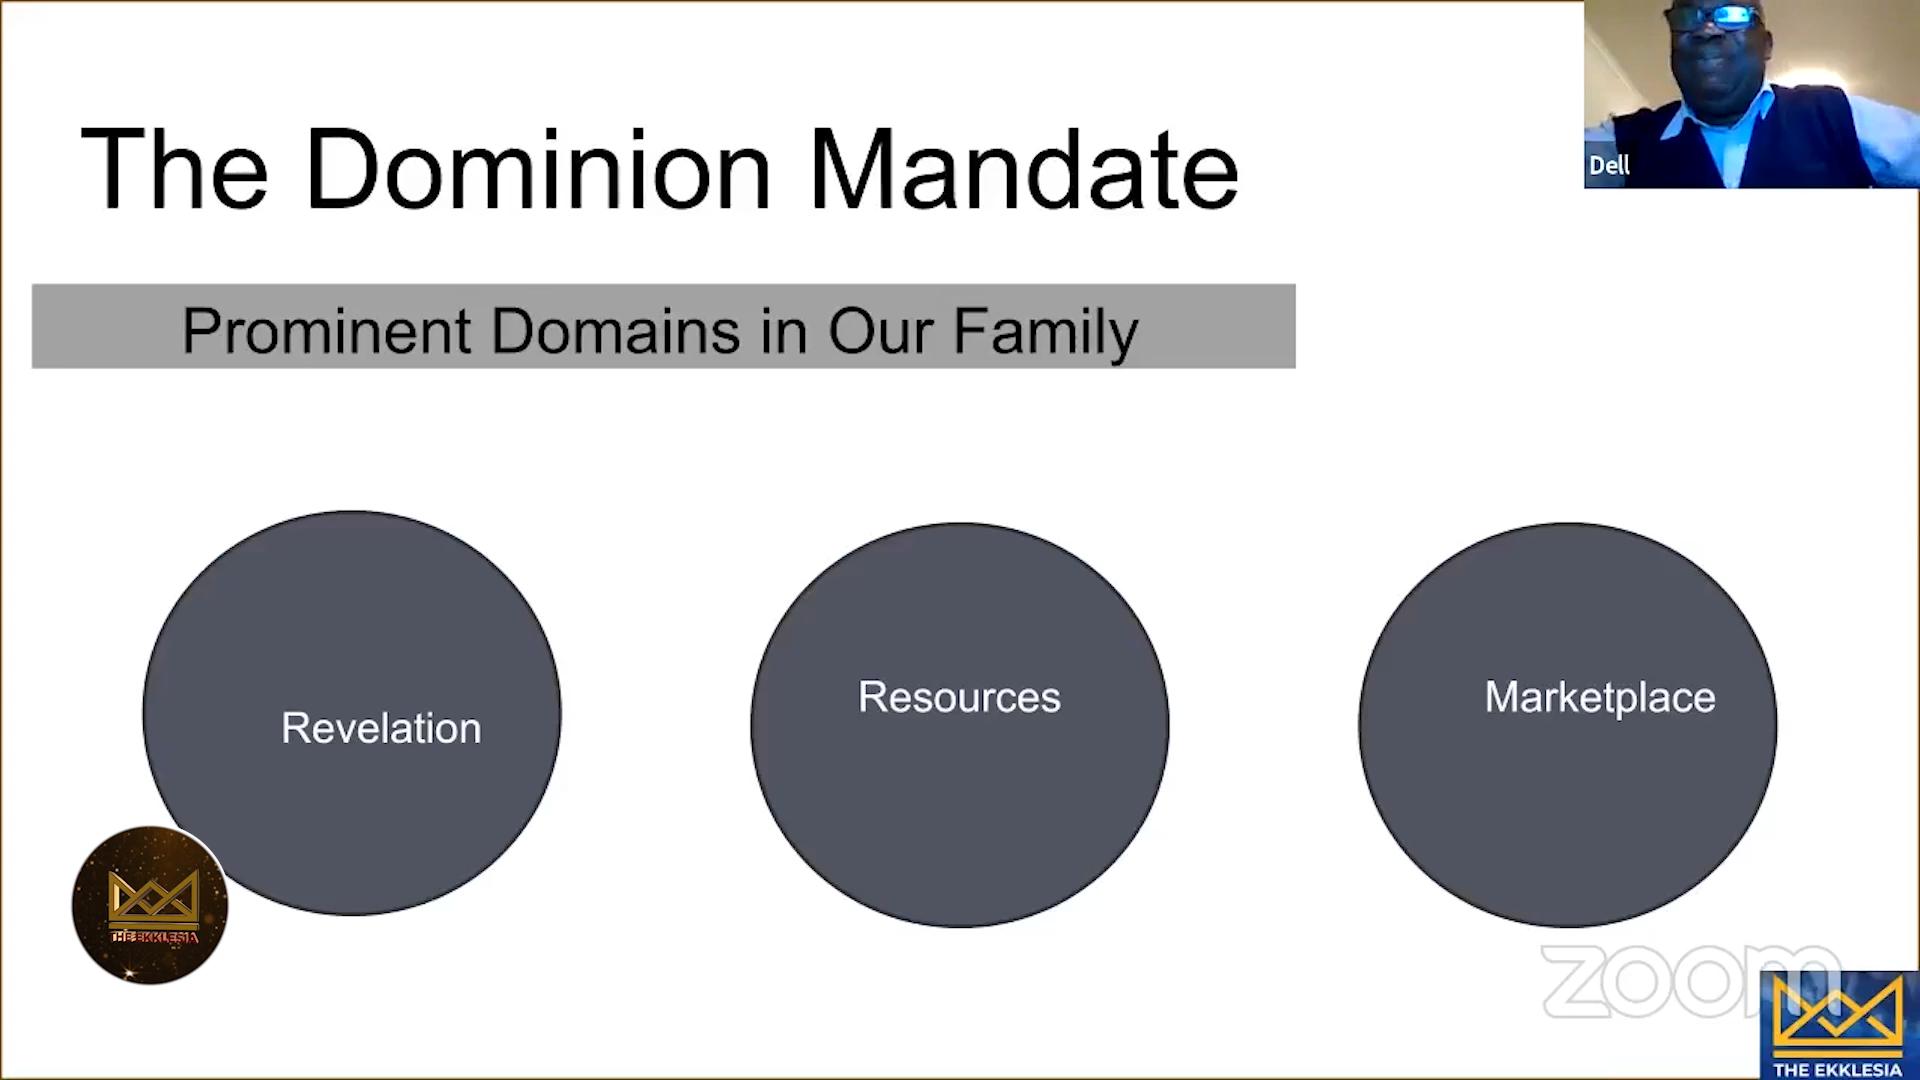 The Dominion Mandate
Dell
Prominent Domains in Our Family
Revelation
Resources
Marketplace
THE EKKLESIA
zoom
THE EKKLESIA